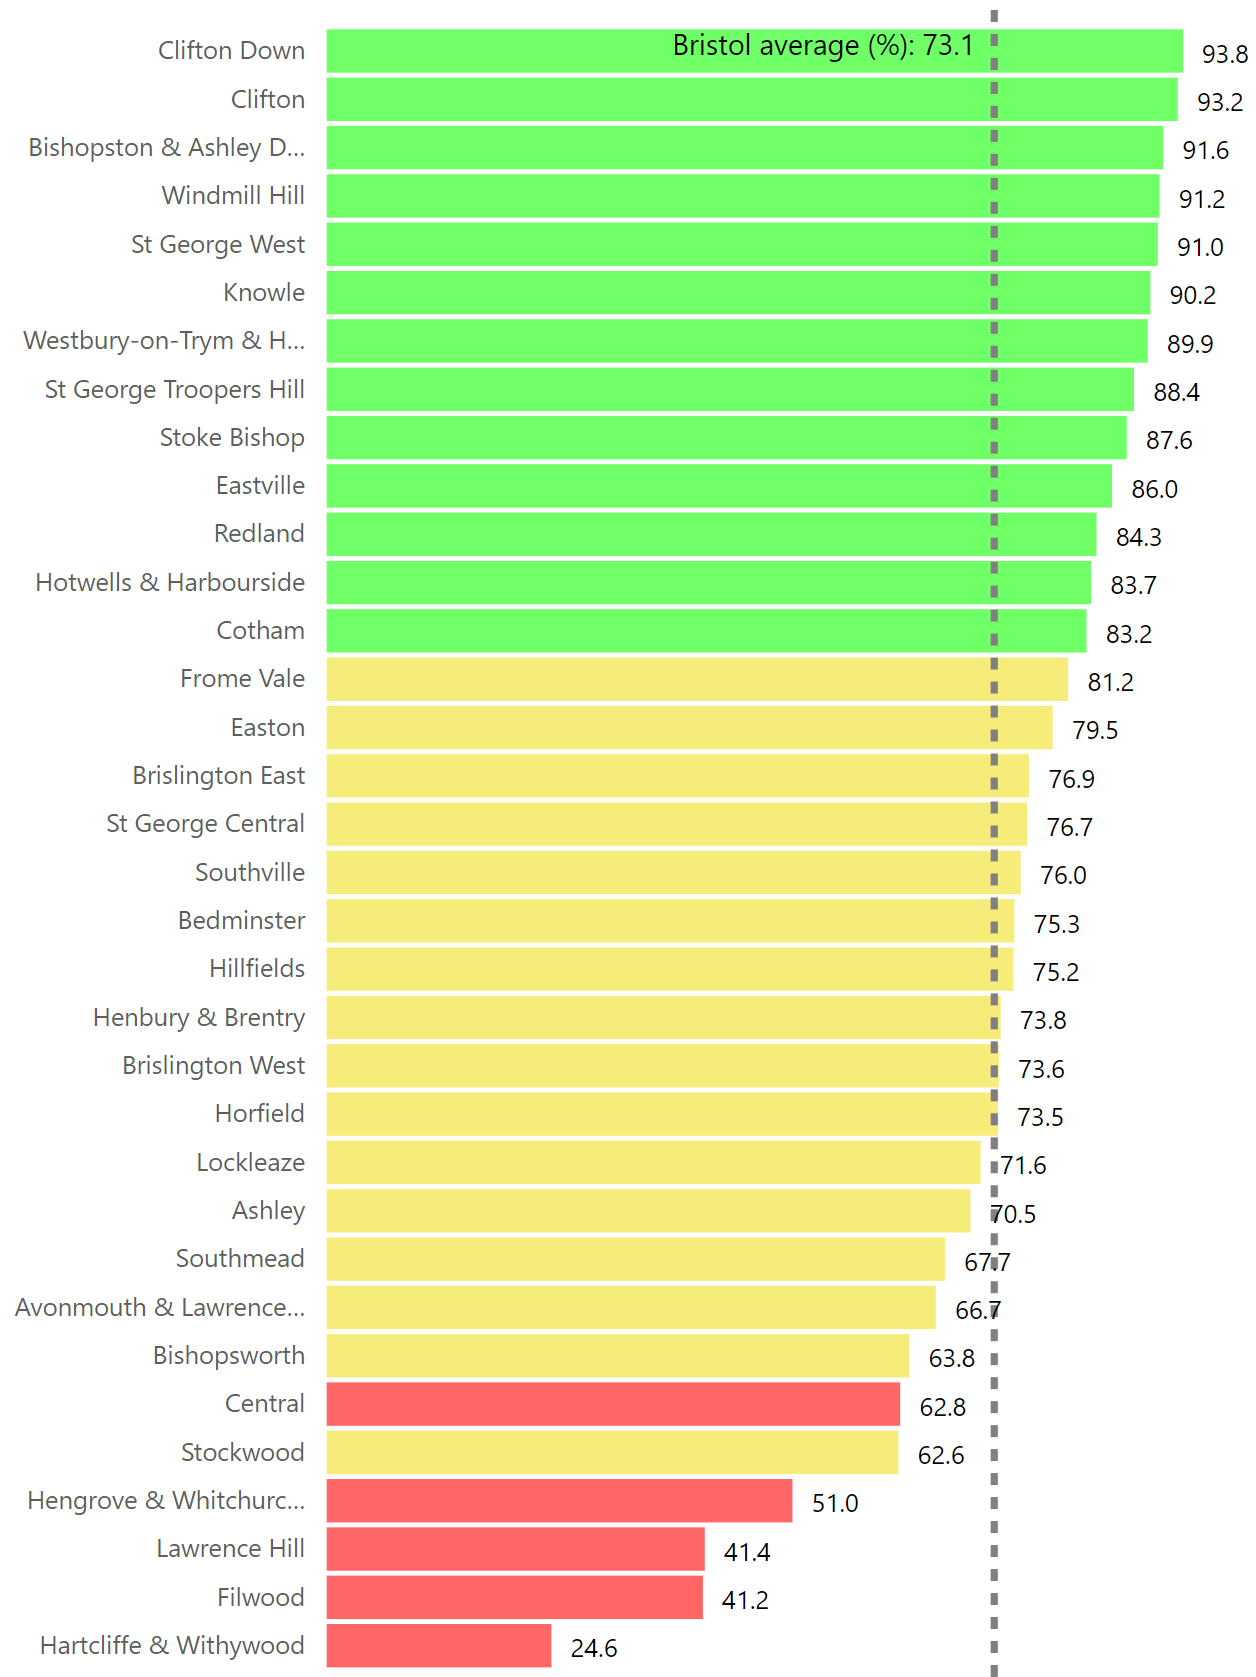 Bristol average (%): 73.1
Clifton Down 93.8
Clifton 93.2
Bishopston & Ashley D... 91.6
Windmill Hill 91.2
St George West 91.0
Knowle 90.2
Westbury-on-Trym & H... 89.9
St George Troopers Hill 88.4
Stoke Bishop 87.6
Eastville 86.0
Redland 84.3
Hotwells & Harbourside 83.7
Cotham 83.2
Frome Vale 81.2
Easton 79.5
Brislington East 76.9
St George Central 76.7
Southville 76.0
Bedminster 75.3
Hillfields 75.2
Henbury & Brentry 73.8
Brislington West 73.6
Horfield 73.5
Lockleaze 71.6
Ashley 70.5
Southmead 67.7
Avonmouth & Lawrence... 66.7
Bishopsworth 63.8
Central 62.8
Stockwood 62.6
Hengrove & Whitchurc... 51.0
Lawrence Hill 41.4
Filwood 41.2
Hartcliffe & Withywood 24.6